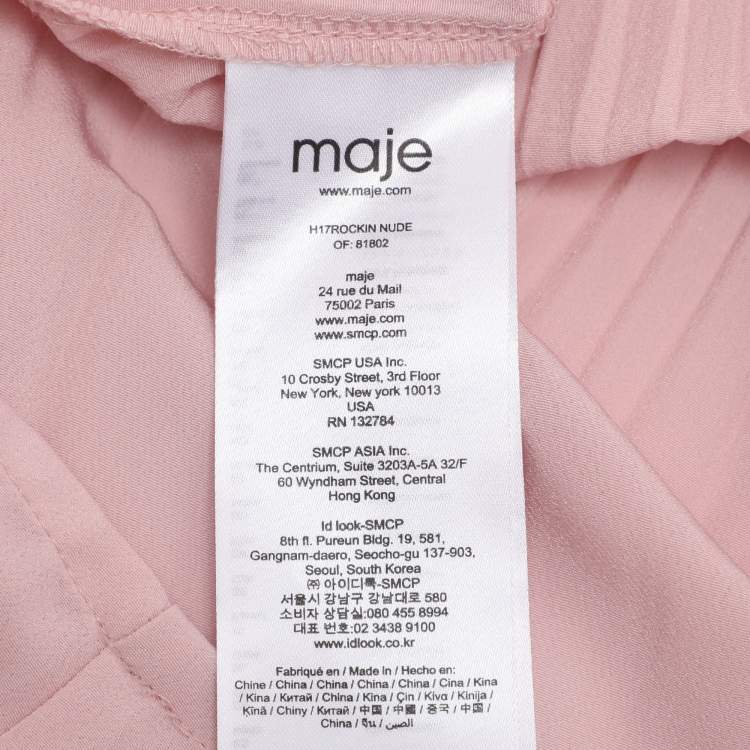 maje
www.maje.com
H17ROCKIN NUDE
OF: 81802
maje
24 rue du Mail
75002 Paris
www.maje.com
www.smcp.com
SMCP USA Inc.
10 Crosby Street, 3rd Floor
New York, New york 10013
USA
RN 132784
SMCP ASIA Inc.
The Centrium, Suite 3203A-5A 32/F
60 Wyndham Street, Central
Hong Kong
Id look-SMCP
8th fl. Pureun Bldg. 19, 581,
Gangnam-daero, Seocho-gu 137-903,
Seoul, South Korea
㈜ 아이디룩-SMCP
서울시 강남구 강남대로 580
소비자 상담실:080 455 8994
대표 번호:02 3438 9100
www.idlook.co.kr
Fabriqué en / Made in / Hecho en:
Chine / China / China / China / China / Cina / Kina
/ Kina / Китай / China / Kina / Çin / Kiva / Kinija /
Ķīnā / Chiny / Китай / 中国 / 中國 / 중국 / 中国 /
China / จีน / الصين /